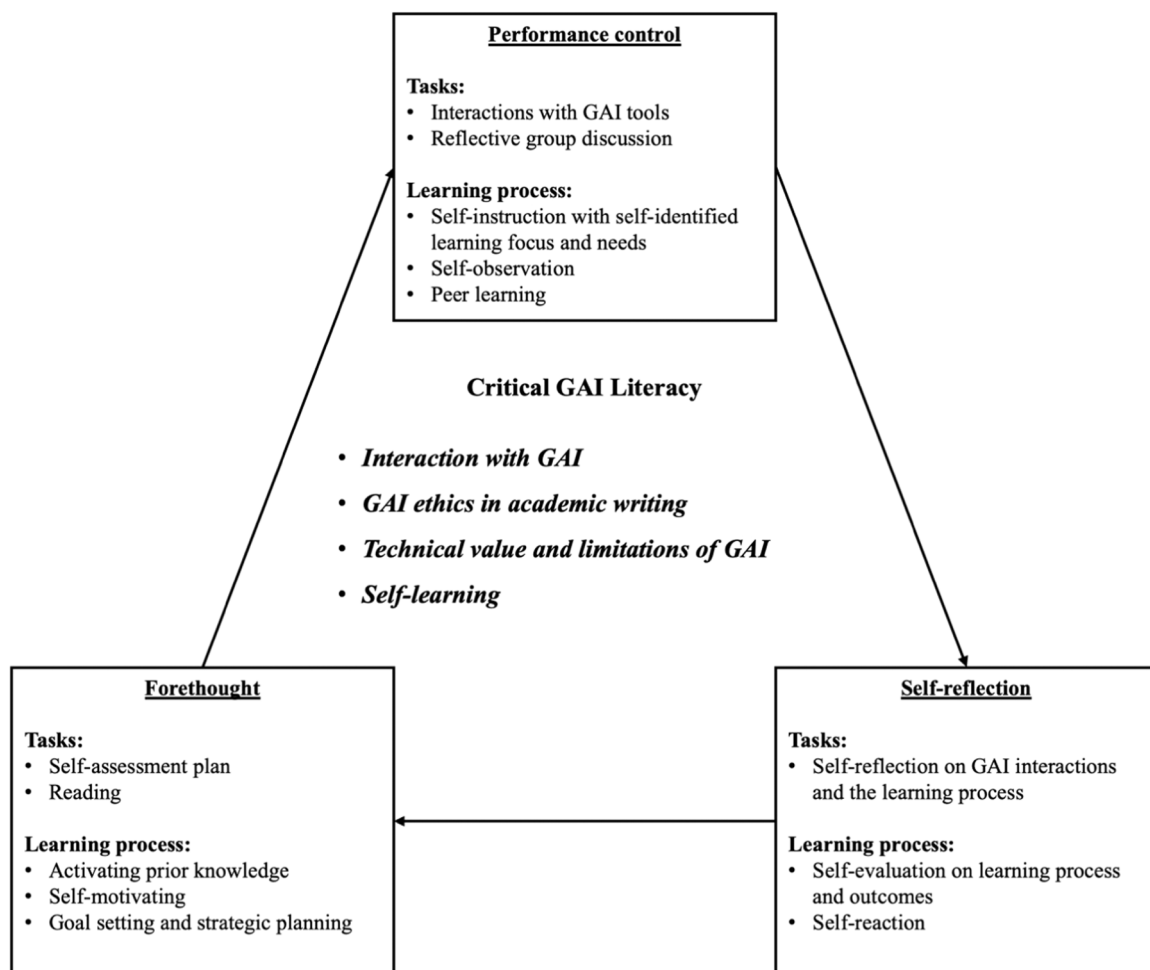 Performance control
Tasks:
• Interactions with GAI tools
• Reflective group discussion
Learning process:
• Self-instruction with self-identified
learning focus and needs
• Self-observation
• Peer learning
Critical GAI Literacy
• Interaction with GAI
• GAI ethics in academic writing
• Technical value and limitations of GAI
• Self-learning
Forethought
Tasks:
• Self-assessment plan
• Reading
Learning process:
• Activating prior knowledge
• Self-motivating
• Goal setting and strategic planning
Self-reflection
Tasks:
• Self-reflection on GAI interactions
and the learning process
Learning process:
• Self-evaluation on learning process
and outcomes
• Self-reaction